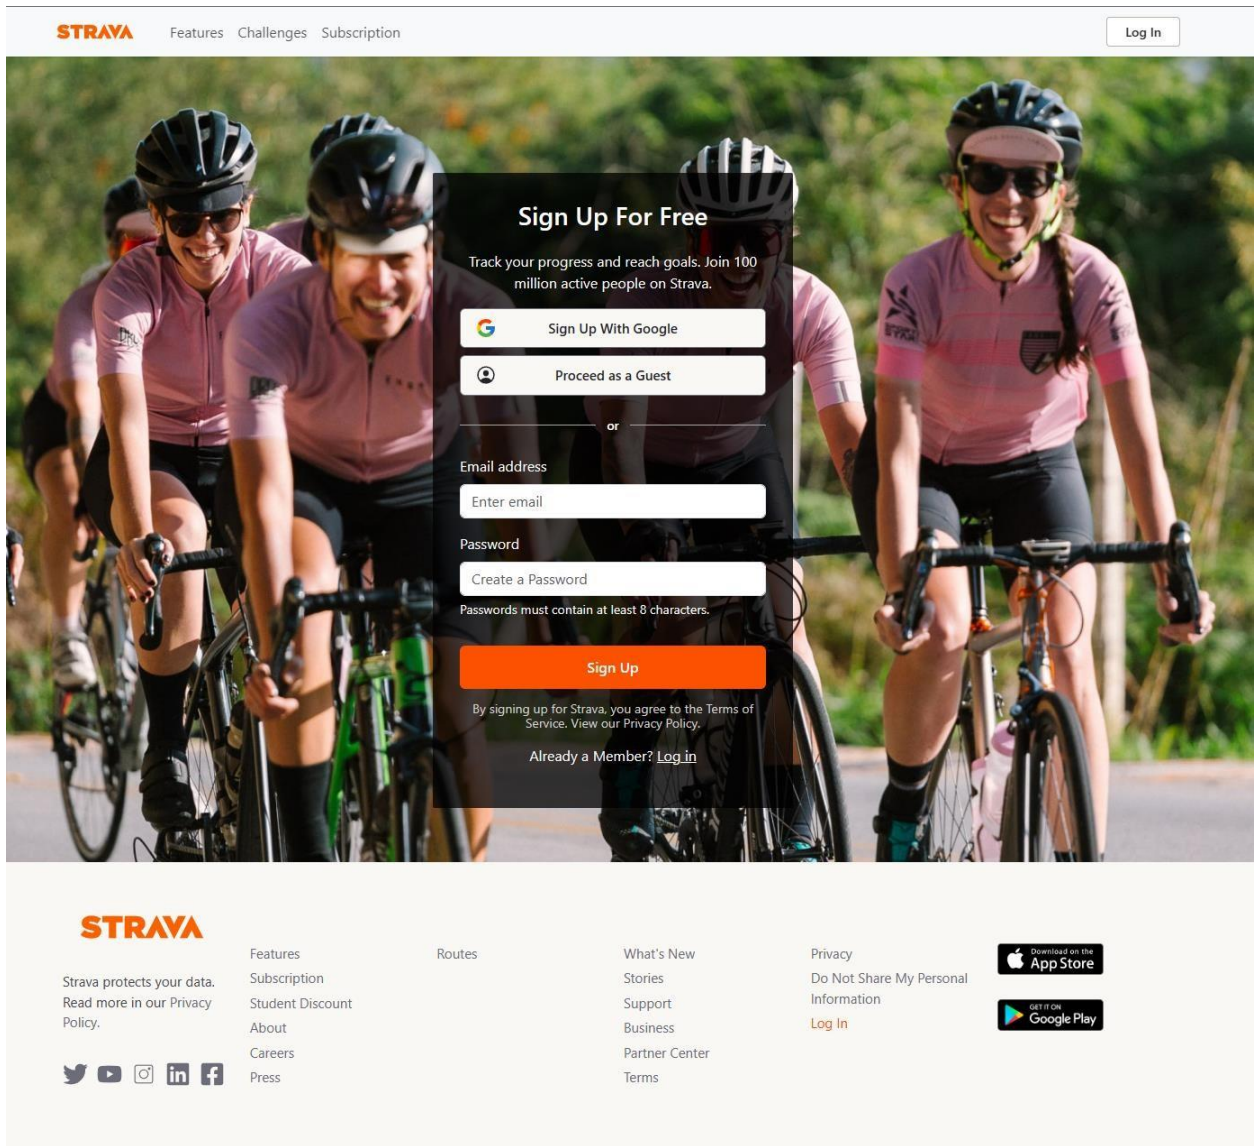 STRAVA
Features
Challenges
Subscription
Log In
Sign Up For Free
Track your progress and reach goals. Join 100
million active people on Strava.
Sign Up With Google
Proceed as a Guest
or
Email address
Enter email
Password
Create a Password
Passwords must contain at least 8 characters.
Sign Up
By signing up for Strava, you agree to the Terms of
Service. View our Privacy Policy.
Already a Member? Log in
STRAVA
Strava protects your data.
Read more in our Privacy
Policy.
Features
Subscription
Student Discount
About
Careers
Press
Routes
What's New
Stories
Support
Business
Partner Center
Terms
Privacy
Do Not Share My Personal
Information
Log In
Download on the
App Store
GET IT ON
Google Play